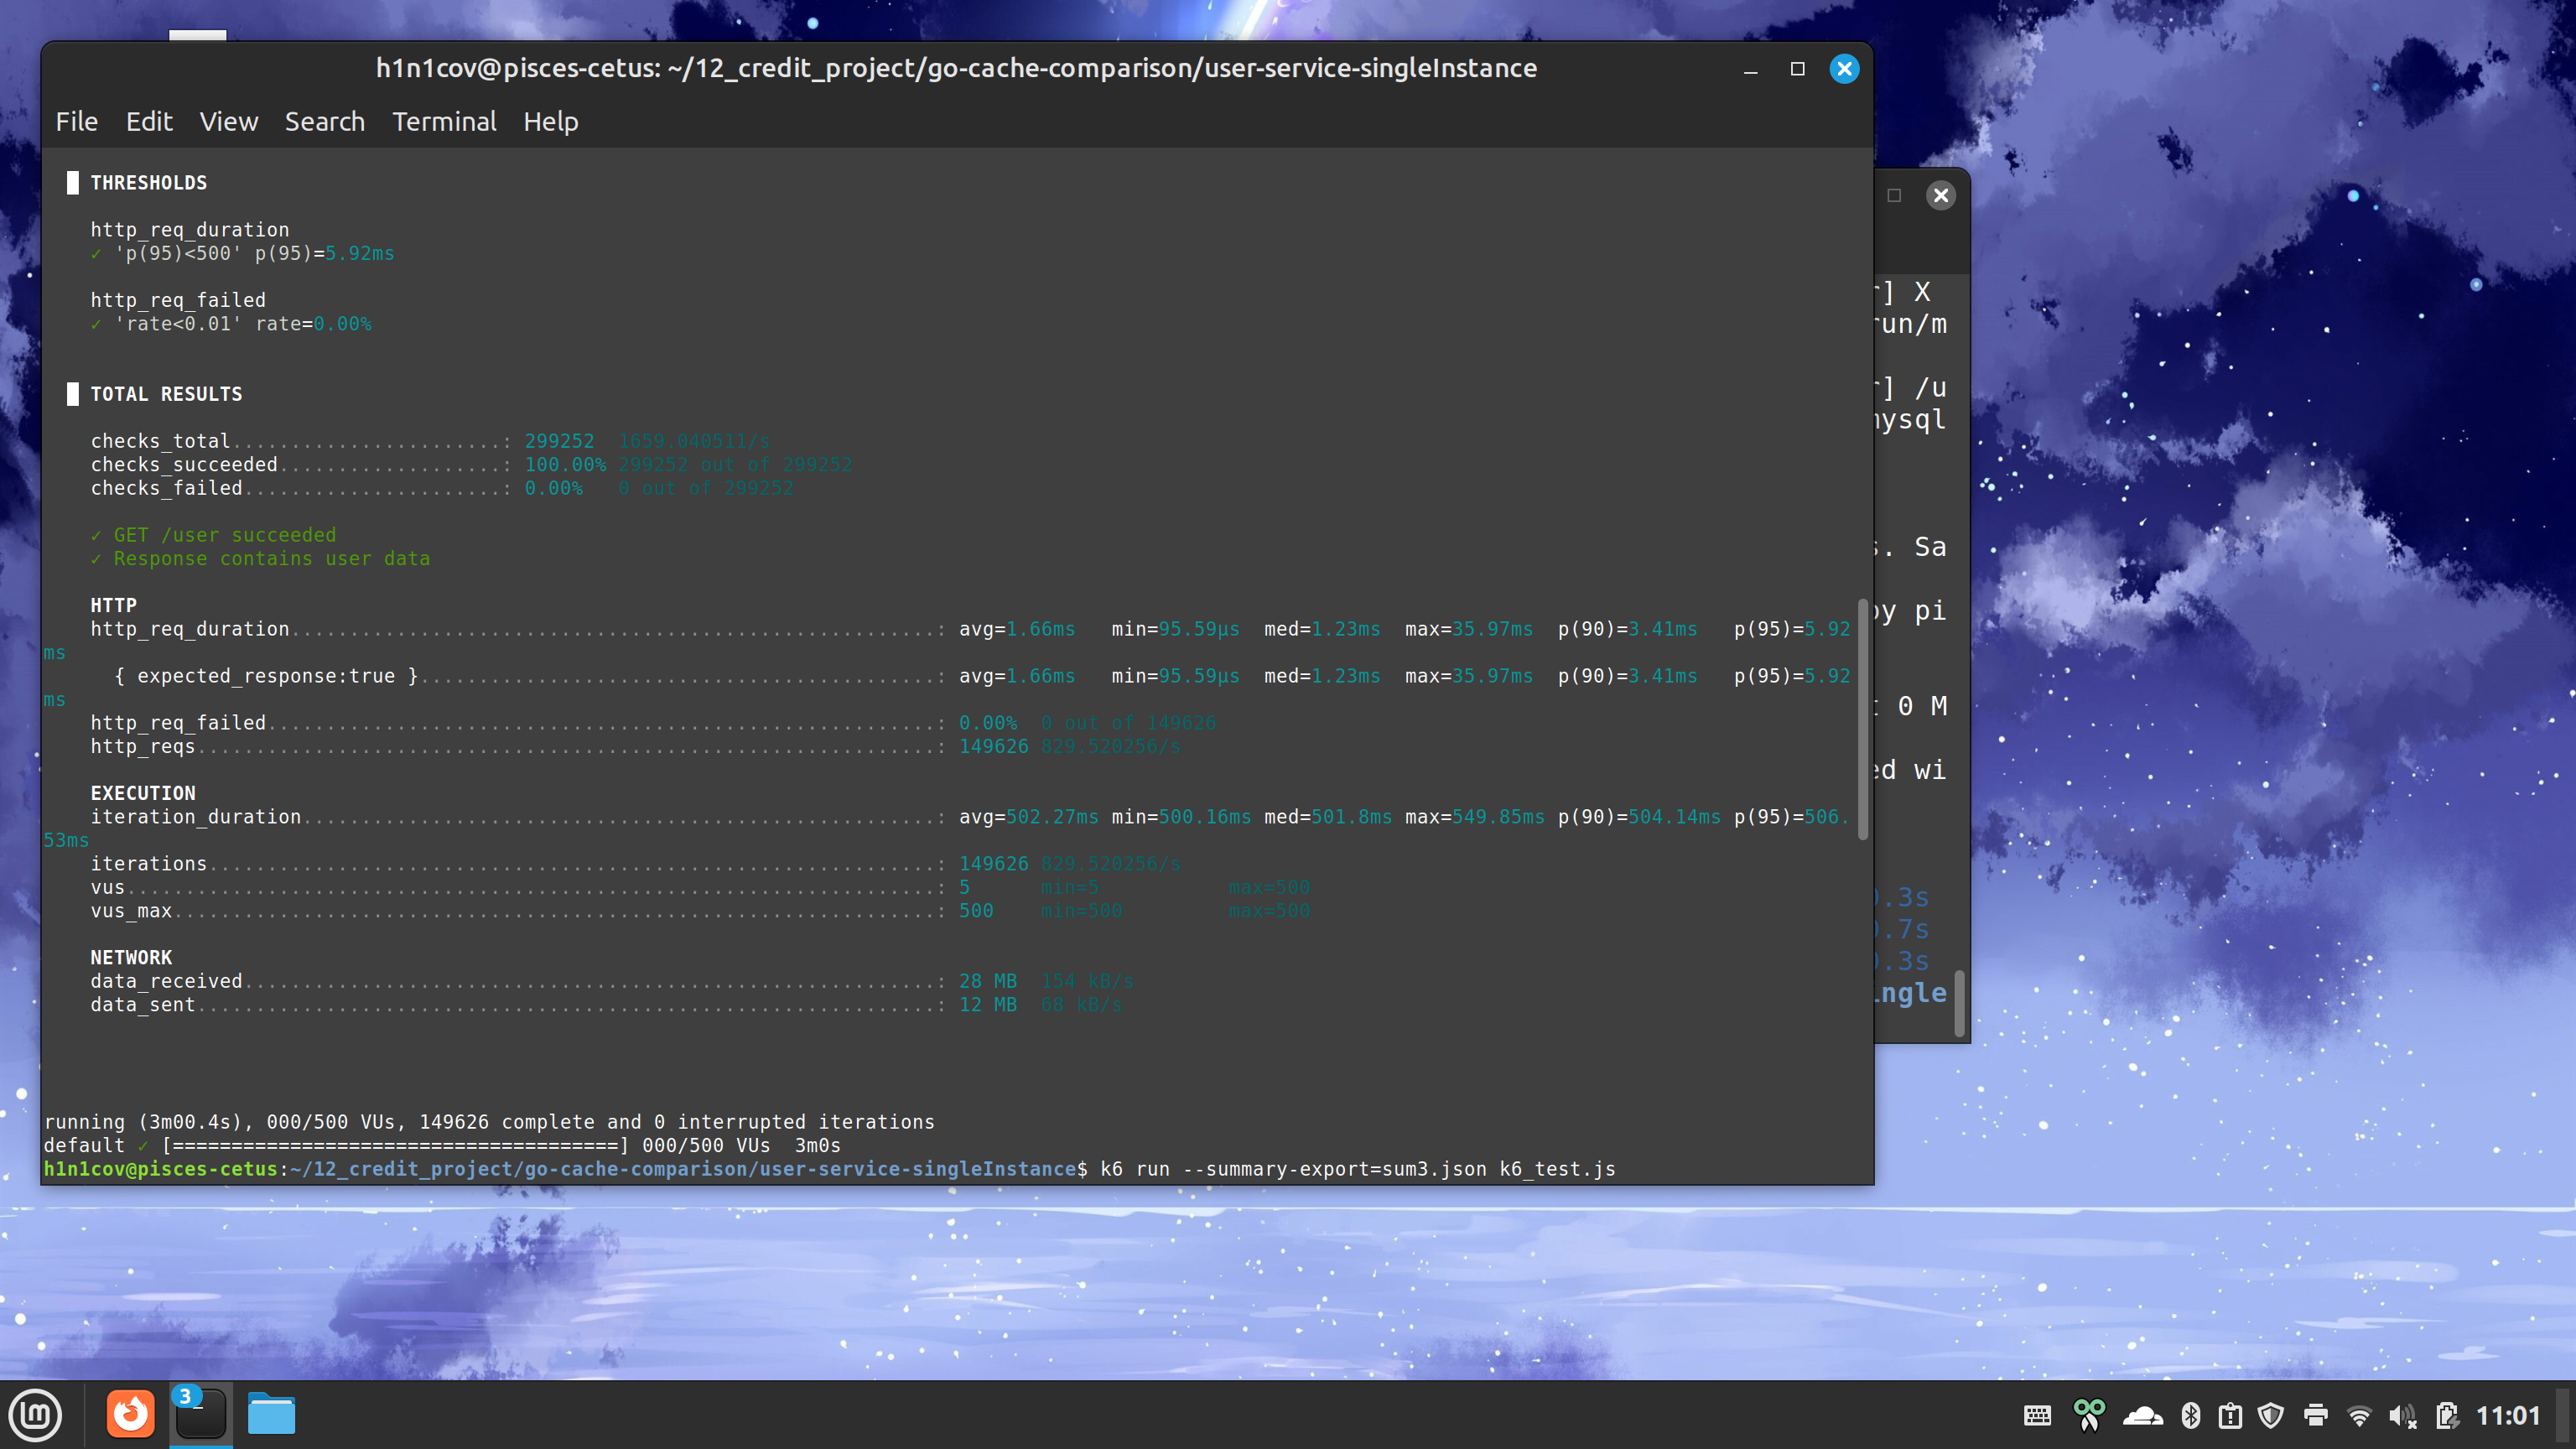 h1n1cov@pisces-cetus: ~/12_credit_project/go-cache-comparison/user-service-singleInstance
File Edit View Search Terminal Help
THRESHOLDS
http_req_duration
✓ 'p(95)<500' p(95)=5.92ms
http_req_failed
✓ 'rate<0.01' rate=0.00%
TOTAL RESULTS
checks_total.......................: 299252 1659.040511/s
checks_succeeded...................: 100.00% 299252 out of 299252
checks_failed......................: 0.00% 0 out of 299252
✓ GET /user succeeded
✓ Response contains user data
HTTP
http_req_duration.......................................................: avg=1.66ms min=95.59µs med=1.23ms max=35.97ms p(90)=3.41ms p(95)=5.92
ms
{ expected_response:true }............................................: avg=1.66ms min=95.59µs med=1.23ms max=35.97ms p(90)=3.41ms p(95)=5.92
ms
http_req_failed.........................................................: 0.00% 0 out of 149626
http_reqs...............................................................: 149626 829.520256/s
EXECUTION
iteration_duration......................................................: avg=502.27ms min=500.16ms med=501.8ms max=549.85ms p(90)=504.14ms p(95)=506.
53ms
iterations..............................................................: 149626 829.520256/s
vus.....................................................................: 5 min=5 max=500
vus_max.................................................................: 500 min=500 max=500
NETWORK
data_received...........................................................: 28 MB 154 kB/s
data_sent...............................................................: 12 MB 68 kB/s
running (3m00.4s), 000/500 VUs, 149626 complete and 0 interrupted iterations
default ✓ [======================================] 000/500 VUs 3m0s
h1n1cov@pisces-cetus:~/12_credit_project/go-cache-comparison/user-service-singleInstance$ k6 run --summary-export=sum3.json k6_test.js
] X
run/m
] /u
mysql
. Sa
by pi
0 M
ed wi
.3s
.7s
.3s
ingle
3
11:01